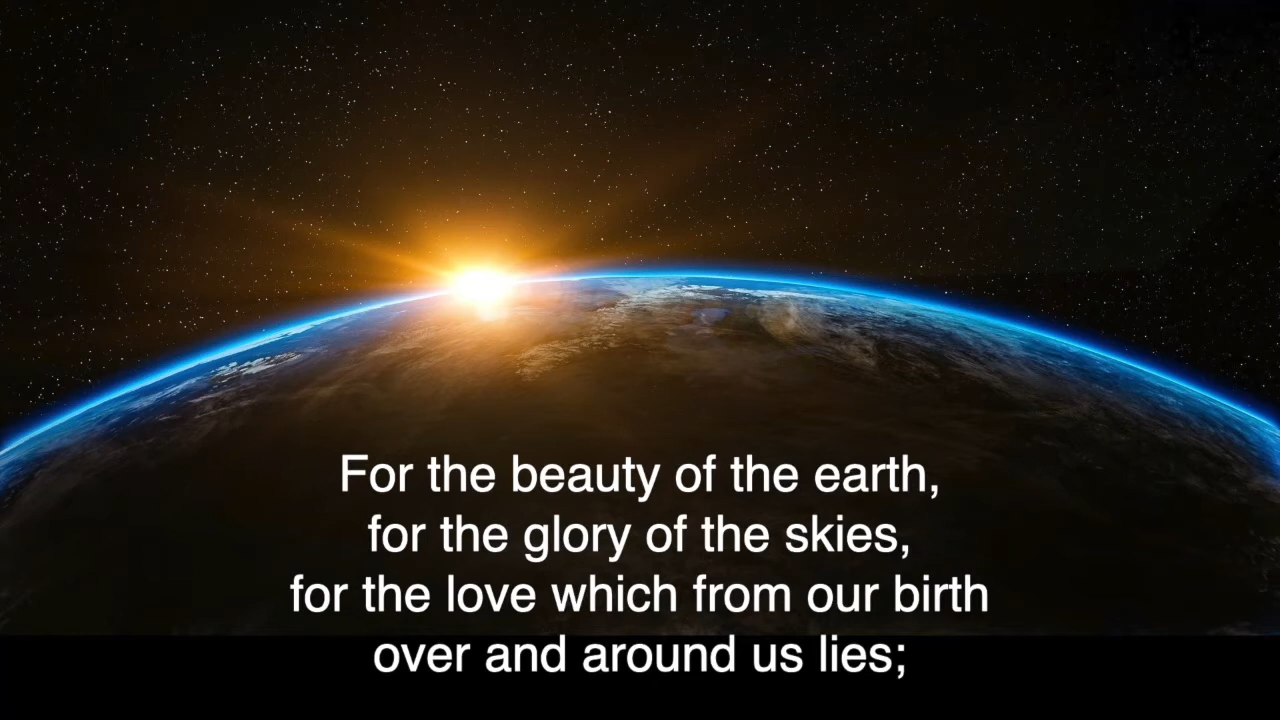 For the beauty of the earth,
for the glory of the skies,
for the love which from our birth
over and around us lies;